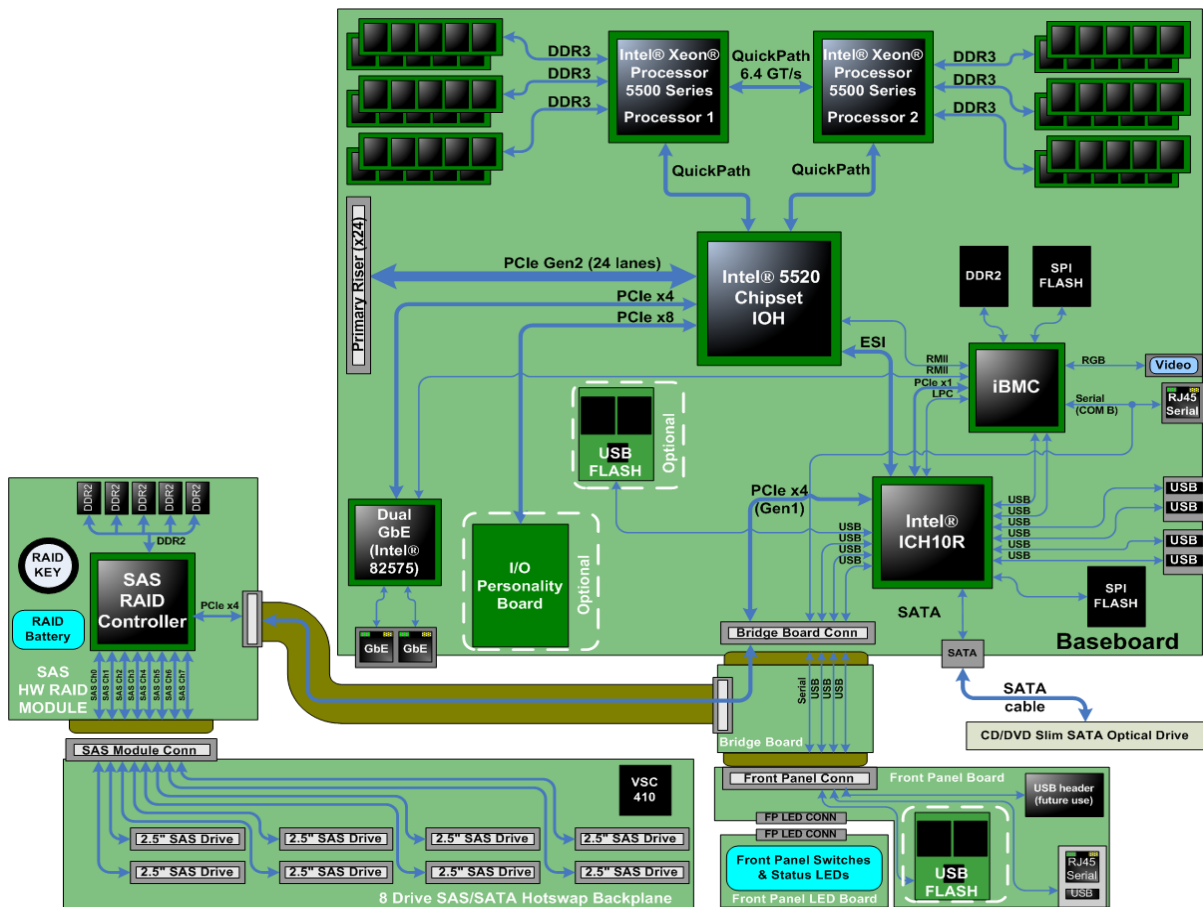 Intel® Xeon®
Processor
5500 Series
Processor 1
QuickPath
6.4 GT/s
Intel® Xeon®
Processor
5500 Series
Processor 2
DDR3
DDR3
DDR3
DDR3
DDR3
DDR3
QuickPath
QuickPath
Primary Riser (x24)
PCIe Gen2 (24 lanes)
PCIe x4
PCIe x8
Intel® 5520
Chipset
IOH
ESI
DDR2
SPI
FLASH
RMII
RMII
PCIe x1
LPC
iBMC
RGB
Video
Serial
(COM B)
RJ45
Serial
USB
FLASH
Optional
PCIe x4
(Gen1)
Intel®
ICH10R
USB
USB
USB
USB
USB
USB
USB
USB
USB
USB
USB
USB
USB
USB
SPI
FLASH
SATA
SATA
Baseboard
Dual
GbE
(Intel®
82575)
GbE
GbE
I/O
Personality
Board
Optional
Bridge Board Conn
SATA
cable
CD/DVD Slim SATA Optical Drive
DDR2
DDR2
DDR2
DDR2
DDR2
DDR2
RAID
KEY
RAID
Battery
SAS
RAID
Controller
PCIe x4
SAS Ch0
SAS Ch1
SAS Ch2
SAS Ch3
SAS Ch4
SAS Ch5
SAS Ch6
SAS Ch7
SAS
HW RAID
MODULE
Serial
USB
USB
USB
Bridge Board
SAS Module Conn
VSC
410
2.5" SAS Drive
2.5" SAS Drive
2.5" SAS Drive
2.5" SAS Drive
2.5" SAS Drive
2.5" SAS Drive
2.5" SAS Drive
2.5" SAS Drive
8 Drive SAS/SATA Hotswap Backplane
Front Panel Conn
Front Panel Board
USB header
(future use)
FP LED CONN
FP LED CONN
Front Panel Switches
& Status LEDs
Front Panel LED Board
USB
FLASH
RJ45
Serial
USB